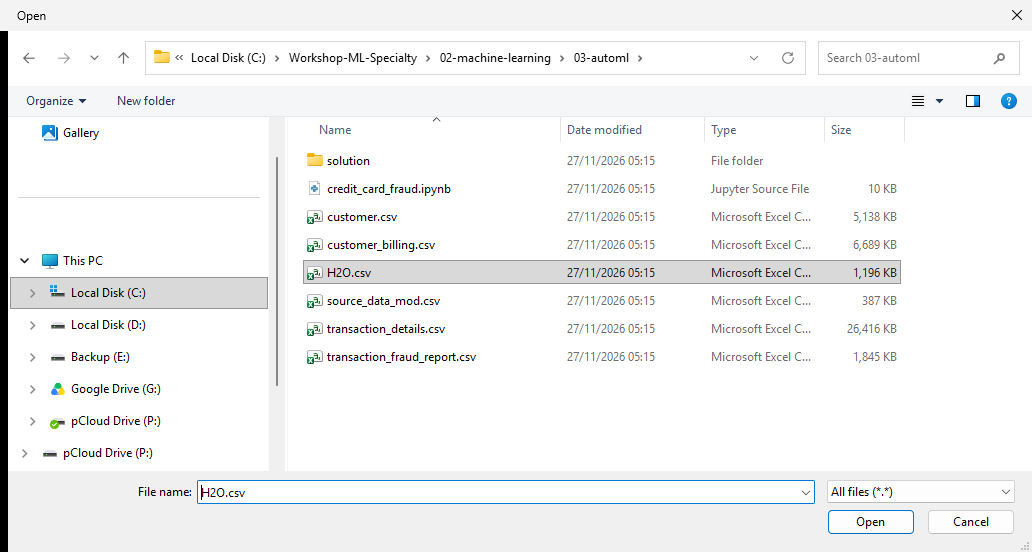 Open
« Local Disk (C:) › Workshop-ML-Specialty › 02-machine-learning › 03-automl ›
Search 03-automl
Organize
New folder
?
Gallery
This PC
Local Disk (C:)
Local Disk (D:)
Backup (E:)
Google Drive (G:)
pCloud Drive (P:)
pCloud Drive (P:)
Name Date modified Type Size
solution 27/11/2026 05:15 File folder
credit_card_fraud.ipynb 27/11/2026 05:15 Jupyter Source File 10 KB
customer.csv 27/11/2026 05:15 Microsoft Excel C... 5,138 KB
customer_billing.csv 27/11/2026 05:15 Microsoft Excel C... 6,689 KB
H2O.csv 27/11/2026 05:15 Microsoft Excel C... 1,196 KB
source_data_mod.csv 27/11/2026 05:15 Microsoft Excel C... 387 KB
transaction_details.csv 27/11/2026 05:15 Microsoft Excel C... 26,416 KB
transaction_fraud_report.csv 27/11/2026 05:15 Microsoft Excel C... 1,845 KB
File name: H2O.csv
All files (*.*)
Open
Cancel